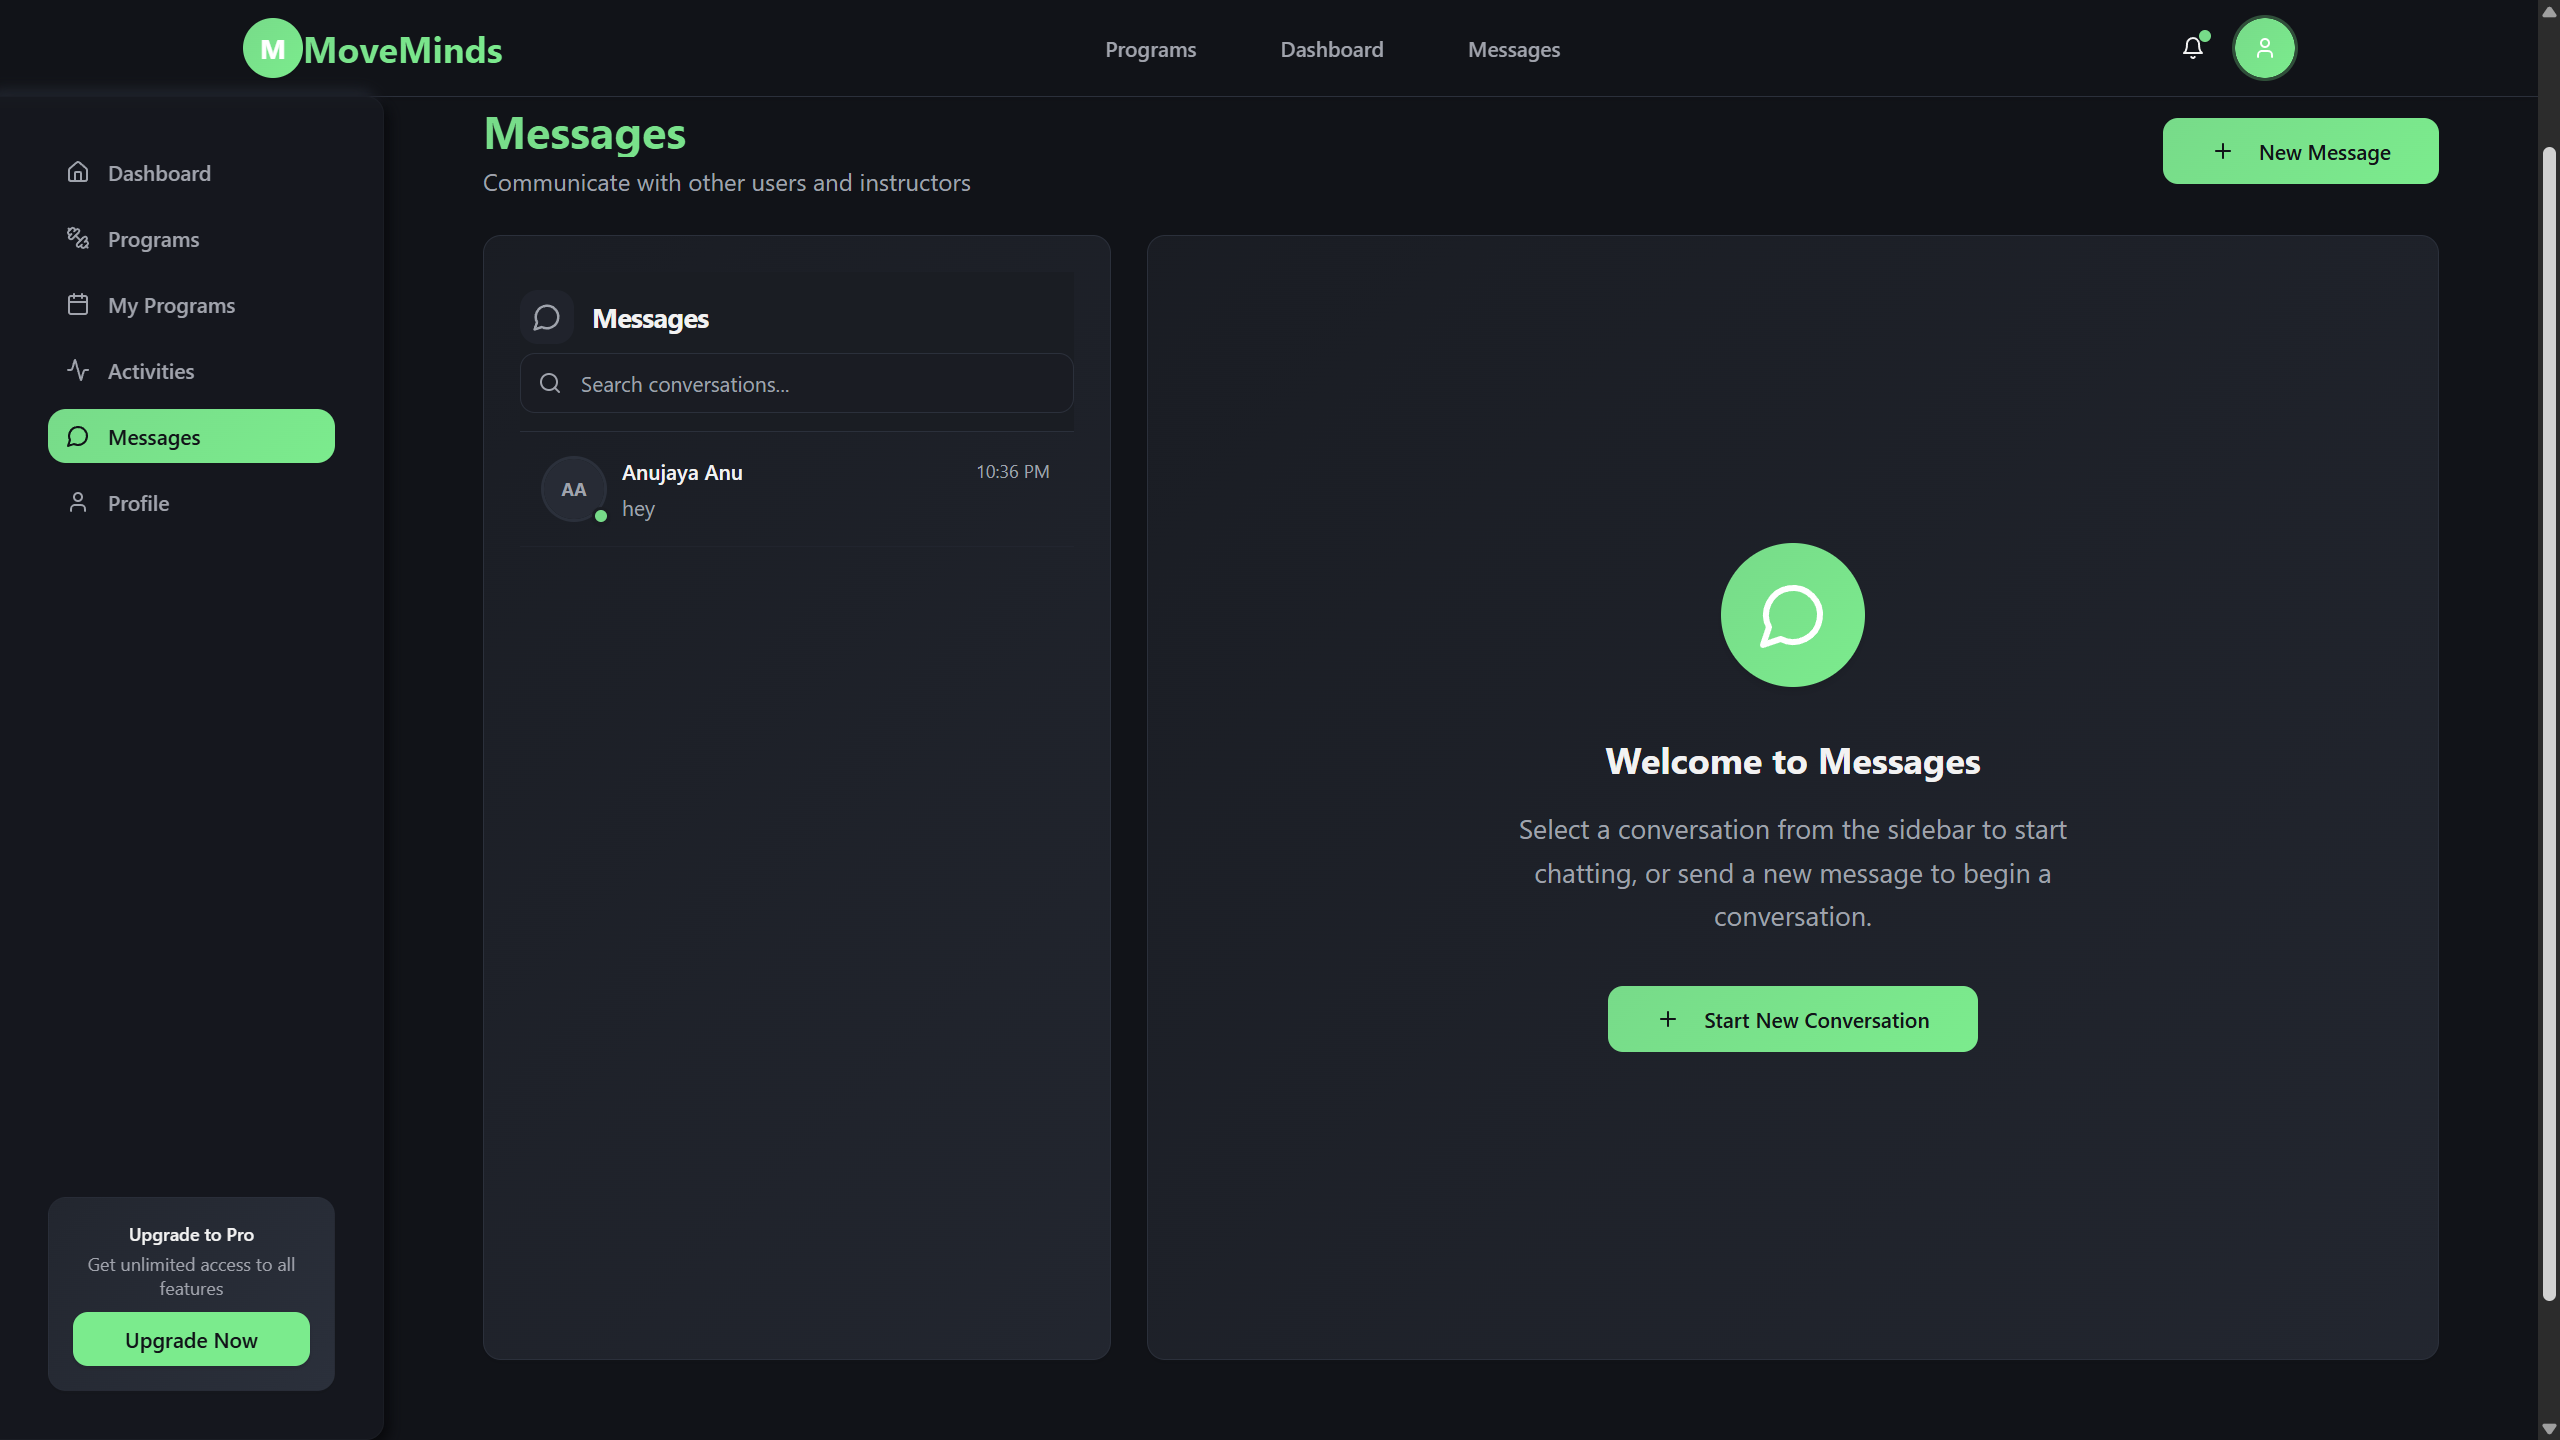 M MoveMinds
Programs
Dashboard
Messages
Dashboard
Programs
My Programs
Activities
Messages
Profile
Upgrade to Pro
Get unlimited access to all
features
Upgrade Now
Messages
Communicate with other users and instructors
New Message
Messages
Search conversations...
AA
Anujaya Anu
10:36 PM
hey
Welcome to Messages
Select a conversation from the sidebar to start
chatting, or send a new message to begin a
conversation.
Start New Conversation